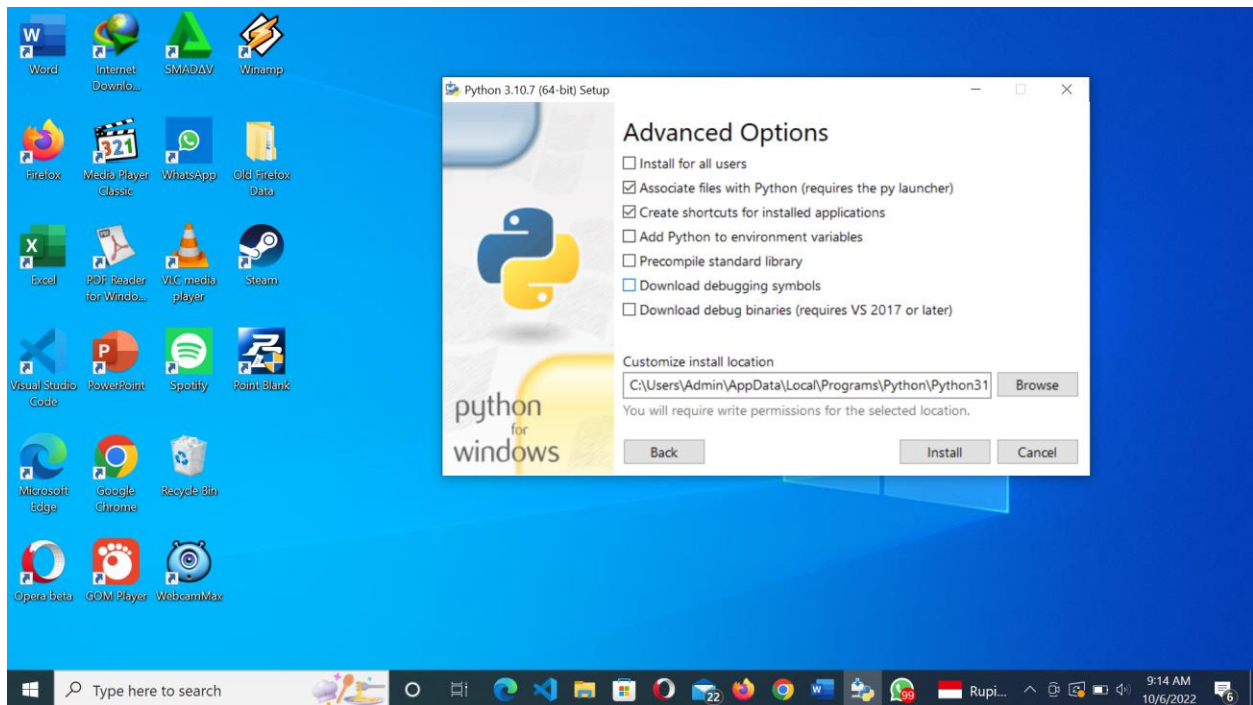 Word
Internet
Downlo...
SMADAV
Winamp
Firefox
321
Media Player
Classic
WhatsApp
Old Firefox
Data
Excel
PDF Reader
for Windo...
VLC media
player
Steam
Visual Studio
Code
PowerPoint
Spotify
Point Blank
Microsoft
Edge
Google
Chrome
Recycle Bin
Opera beta
GOM Player
WebcamMax
Python 3.10.7 (64-bit) Setup
Advanced Options
Install for all users
Associate files with Python (requires the py launcher)
Create shortcuts for installed applications
Add Python to environment variables
Precompile standard library
Download debugging symbols
Download debug binaries (requires VS 2017 or later)
Customize install location
C:\Users\Admin\AppData\Local\Programs\Python\Python31
Browse
You will require write permissions for the selected location.
python
for
windows
Back
Install
Cancel
Type here to search
22
99
Rupi...
9:14 AM
10/6/2022
6